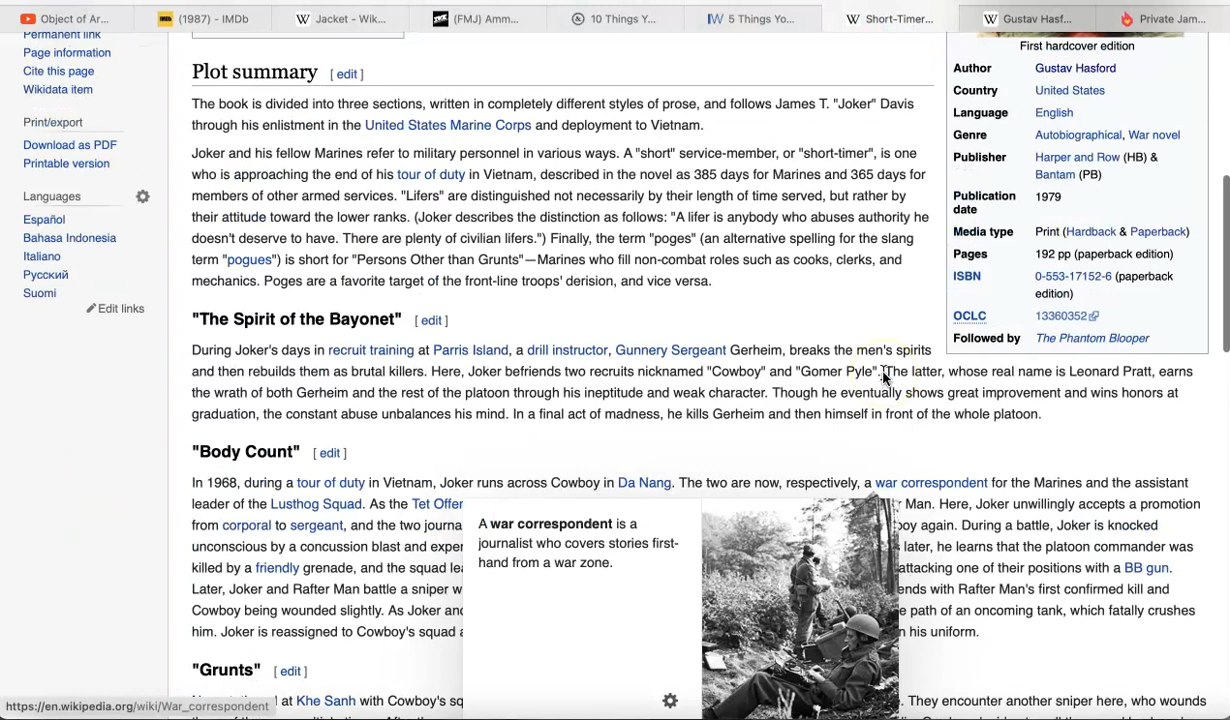 Object of Ar...
(1987) - IMDb
Jacket - Wik...
(FMJ) Amm...
10 Things Y...
5 Things Yo...
Short-Timer...
Gustav Hasf...
Private Jam...
Permanent link
Page information
Cite this page
Wikidata item
Print/export
Download as PDF
Printable version
Languages
Español
Bahasa Indonesia
Italiano
Русский
Suomi
Edit links
Plot summary [ edit ]
The book is divided into three sections, written in completely different styles of prose, and follows James T. "Joker" Davis
through his enlistment in the United States Marine Corps and deployment to Vietnam.
Joker and his fellow Marines refer to military personnel in various ways. A "short" service-member, or "short-timer", is one
who is approaching the end of his tour of duty in Vietnam, described in the novel as 385 days for Marines and 365 days for
members of other armed services. "Lifers" are distinguished not necessarily by their length of time served, but rather by
their attitude toward the lower ranks. (Joker describes the distinction as follows: "A lifer is anybody who abuses authority he
doesn't deserve to have. There are plenty of civilian lifers.") Finally, the term "poges" (an alternative spelling for the slang
term "pogues") is short for "Persons Other than Grunts"—Marines who fill non-combat roles such as cooks, clerks, and
mechanics. Poges are a favorite target of the front-line troops' derision, and vice versa.
First hardcover edition
Author Gustav Hasford
Country United States
Language English
Genre Autobiographical, War novel
Publisher Harper and Row (HB) &
Bantam (PB)
Publication
date 1979
Media type Print (Hardback & Paperback)
Pages 192 pp (paperback edition)
ISBN 0-553-17152-6 (paperback
edition)
OCLC 13360352
Followed by The Phantom Blooper
"The Spirit of the Bayonet" [ edit ]
During Joker's days in recruit training at Parris Island, a drill instructor, Gunnery Sergeant Gerheim, breaks the men's spirits
and then rebuilds them as brutal killers. Here, Joker befriends two recruits nicknamed "Cowboy" and "Gomer Pyle". The latter, whose real name is Leonard Pratt, earns
the wrath of both Gerheim and the rest of the platoon through his ineptitude and weak character. Though he eventually shows great improvement and wins honors at
graduation, the constant abuse unbalances his mind. In a final act of madness, he kills Gerheim and then himself in front of the whole platoon.
"Body Count" [ edit ]
In 1968, during a tour of duty in Vietnam, Joker runs across Cowboy in Da Nang. The two are now, respectively, a war correspondent for the Marines and the assistant
leader of the Lusthog Squad. As the Tet Offen Man. Here, Joker unwillingly accepts a promotion
from corporal to sergeant, and the two journa boy again. During a battle, Joker is knocked
unconscious by a concussion blast and exper later, he learns that the platoon commander was
killed by a friendly grenade, and the squad lea attacking one of their positions with a BB gun.
Later, Joker and Rafter Man battle a sniper w ends with Rafter Man's first confirmed kill and
Cowboy being wounded slightly. As Joker and e path of an oncoming tank, which fatally crushes
him. Joker is reassigned to Cowboy's squad a n his uniform.
A war correspondent is a
journalist who covers stories first-
hand from a war zone.
"Grunts" [ edit ]
at Khe Sanh with Cowboy's sq They encounter another sniper here, who wounds
https://en.wikipedia.org/wiki/War_correspondent